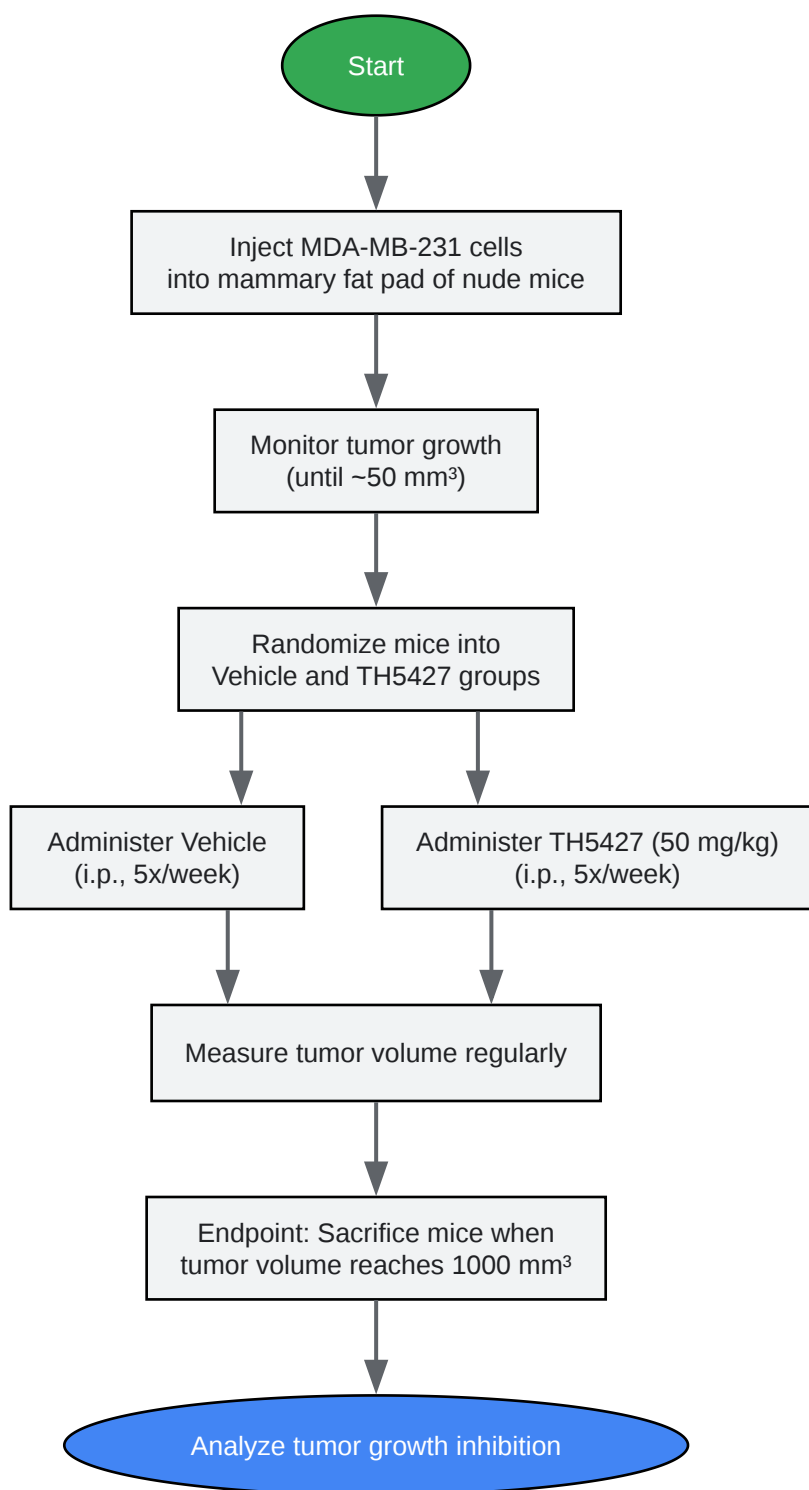 Start
Inject MDA-MB-231 cells
into mammary fat pad of nude mice
Monitor tumor growth
(until ~50 mm³)
Randomize mice into
Vehicle and TH5427 groups
Administer Vehicle
(i.p., 5x/week)
Administer TH5427 (50 mg/kg)
(i.p., 5x/week)
Measure tumor volume regularly
Endpoint: Sacrifice mice when
tumor volume reaches 1000 mm³
Analyze tumor growth inhibition